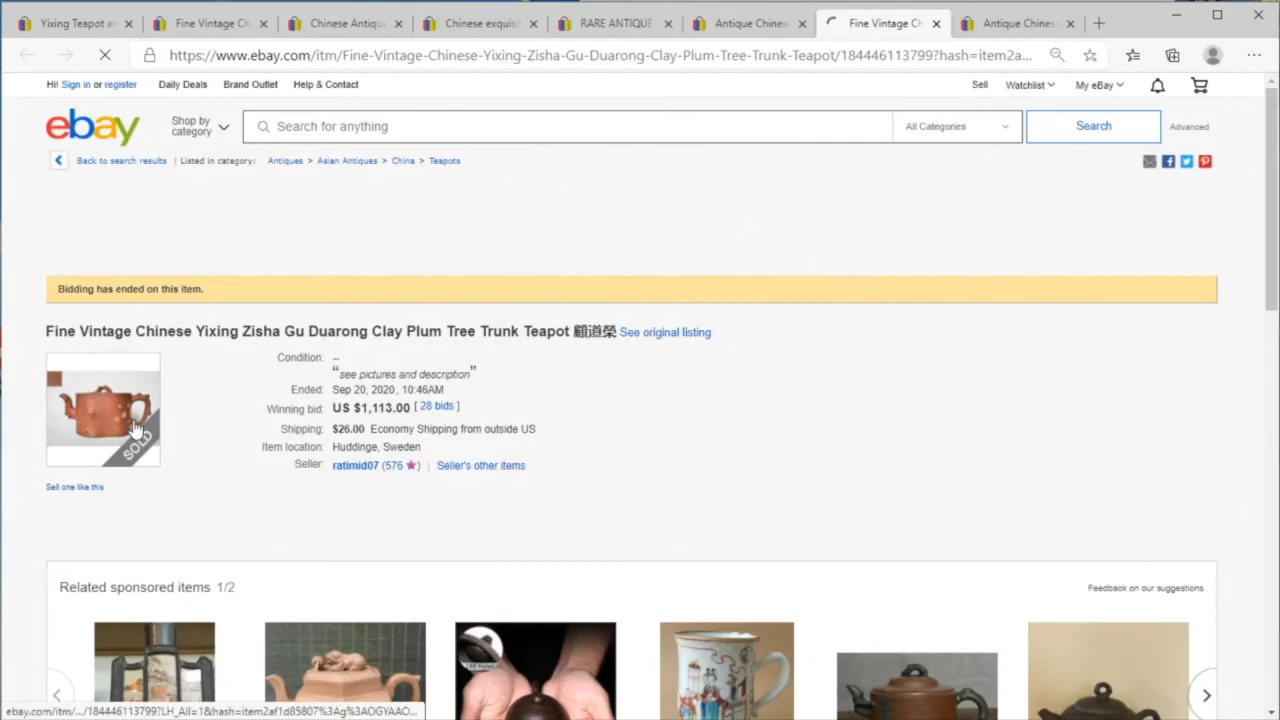 Yixing Teapot a
Fine Vintage Ch
Chinese Antiqu
Chinese exquisi
RARE ANTIQUE
Antique Chines
Fine Vintage Ch
Antique Chines
https://www.ebay.com/itm/Fine-Vintage-Chinese-Yixing-Zisha-Gu-Duarong-Clay-Plum-Tree-Trunk-Teapot/184446113799?hash=item2a...
Hi! Sign in or register Daily Deals Brand Outlet Help & Contact Sell Watchlist My eBay
ebay
Shop by
category
Search for anything
All Categories
Search
Advanced
Back to search results | Listed in category: Antiques > Asian Antiques > China > Teapots
Bidding has ended on this item.
Fine Vintage Chinese Yixing Zisha Gu Duarong Clay Plum Tree Trunk Teapot 顧道榮 See original listing
Condition: --
“see pictures and description”
Ended: Sep 20, 2020 , 10:46AM
Winning bid: US $1,113.00 [ 28 bids ]
Shipping: $26.00 Economy Shipping from outside US
Item location: Huddinge, Sweden
Seller: ratimid07 (576 ) | Seller's other items
SOLD
Sell one like this
Related sponsored items 1/2
Feedback on our suggestions
ebay.com/itm/.../184446113799?LH_All=1&hash=item2af1d85807%3Ag%3AOGYAAO...